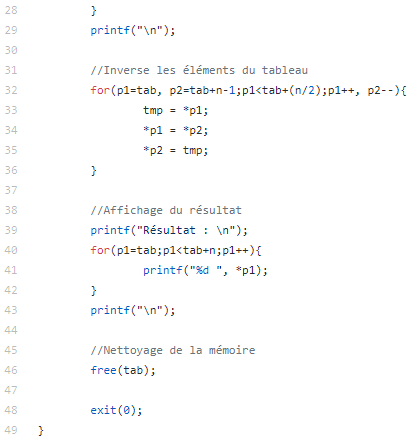 28 }
29 printf("\n");
30
31 //Inverse les éléments du tableau
32 for(p1=tab, p2=tab+n-1;p1<tab+(n/2);p1++, p2--){
33 tmp = *p1;
34 *p1 = *p2;
35 *p2 = tmp;
36 }
37
38 //Affichage du résultat
39 printf("Résultat : \n");
40 for(p1=tab;p1<tab+n;p1++){
41 printf("%d ", *p1);
42 }
43 printf("\n");
44
45 //Nettoyage de la mémoire
46 free(tab);
47
48 exit(0);
49 }